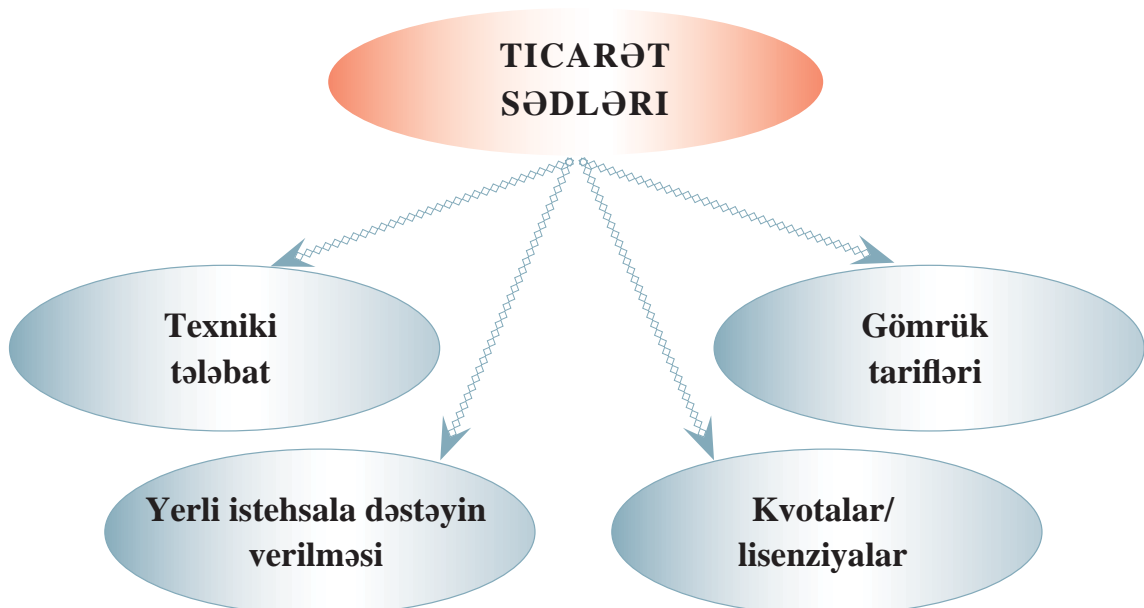 TICARƏT
SƏDLƏRI
Texniki
tələbat
Gömrük
tarifləri
Yerli istehsala dəstəyin
verilməsi
Kvotalar/
lisenziyalar